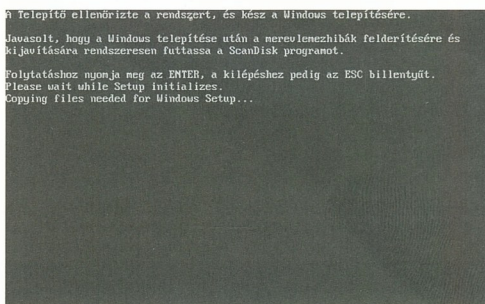 A Telepítő ellenőrizte a rendszert, és kész a Windows telepítésére.
Javasolt, hogy a Windows telepítése után a merevlemezhibák felderítésére és
kijavítására rendszeresen futtassa a ScanDisk programot.
Folytatáshoz nyomja meg az ENTER, a kilépéshez pedig az ESC billentyűt.
Please wait while Setup initializes.
Copying files needed for Windows Setup...